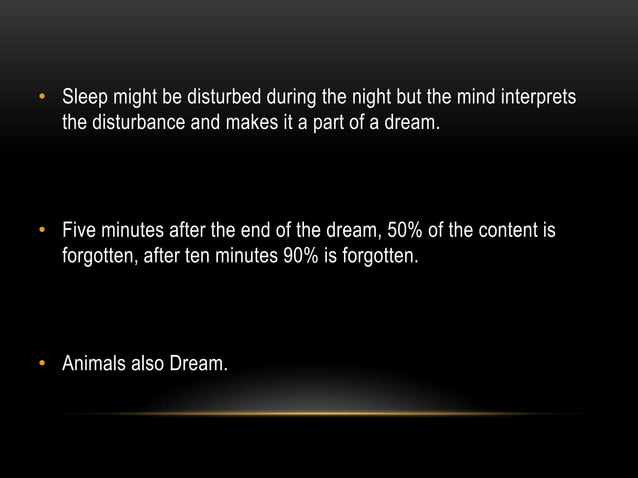 • Sleep might be disturbed during the night but the mind interprets
the disturbance and makes it a part of a dream.
• Five minutes after the end of the dream, 50% of the content is
forgotten, after ten minutes 90% is forgotten.
• Animals also Dream.